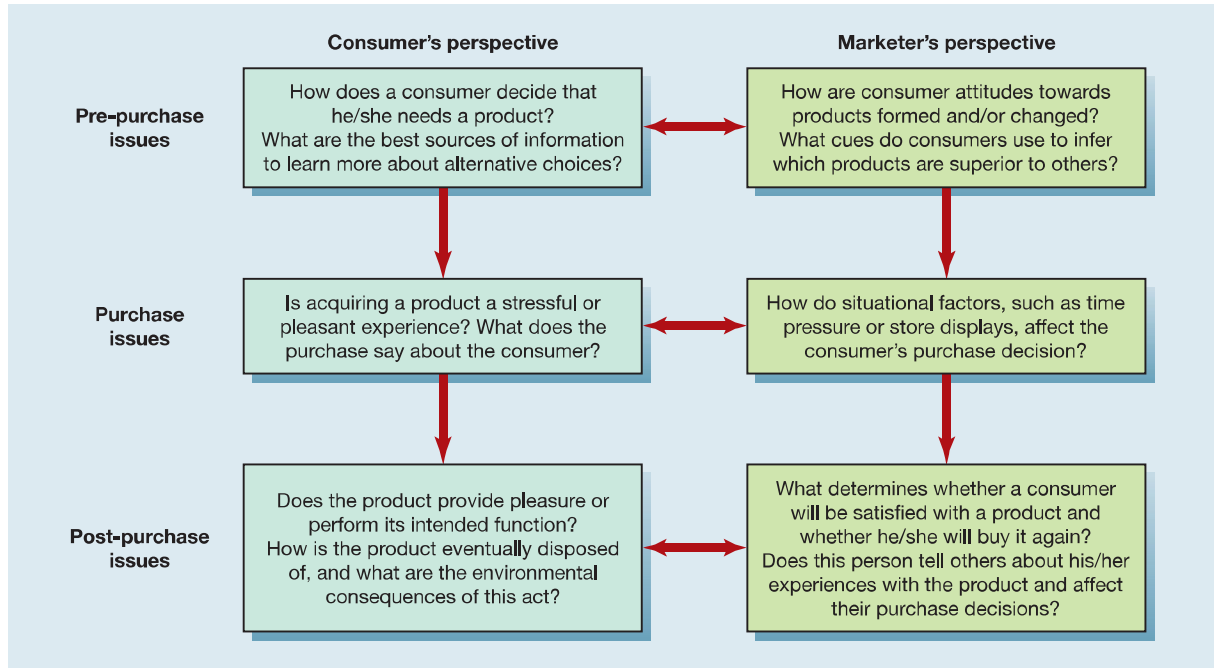 Consumer's perspective
Marketer's perspective
Pre-purchase
issues
How does a consumer decide that
he/she needs a product?
What are the best sources of information
to learn more about alternative choices?
How are consumer attitudes towards
products formed and/or changed?
What cues do consumers use to infer
which products are superior to others?
Purchase
issues
Is acquiring a product a stressful or
pleasant experience? What does the
purchase say about the consumer?
How do situational factors, such as time
pressure or store displays, affect the
consumer's purchase decision?
Post-purchase
issues
Does the product provide pleasure or
perform its intended function?
How is the product eventually disposed
of, and what are the environmental
consequences of this act?
What determines whether a consumer
will be satisfied with a product and
whether he/she will buy it again?
Does this person tell others about his/her
experiences with the product and affect
their purchase decisions?